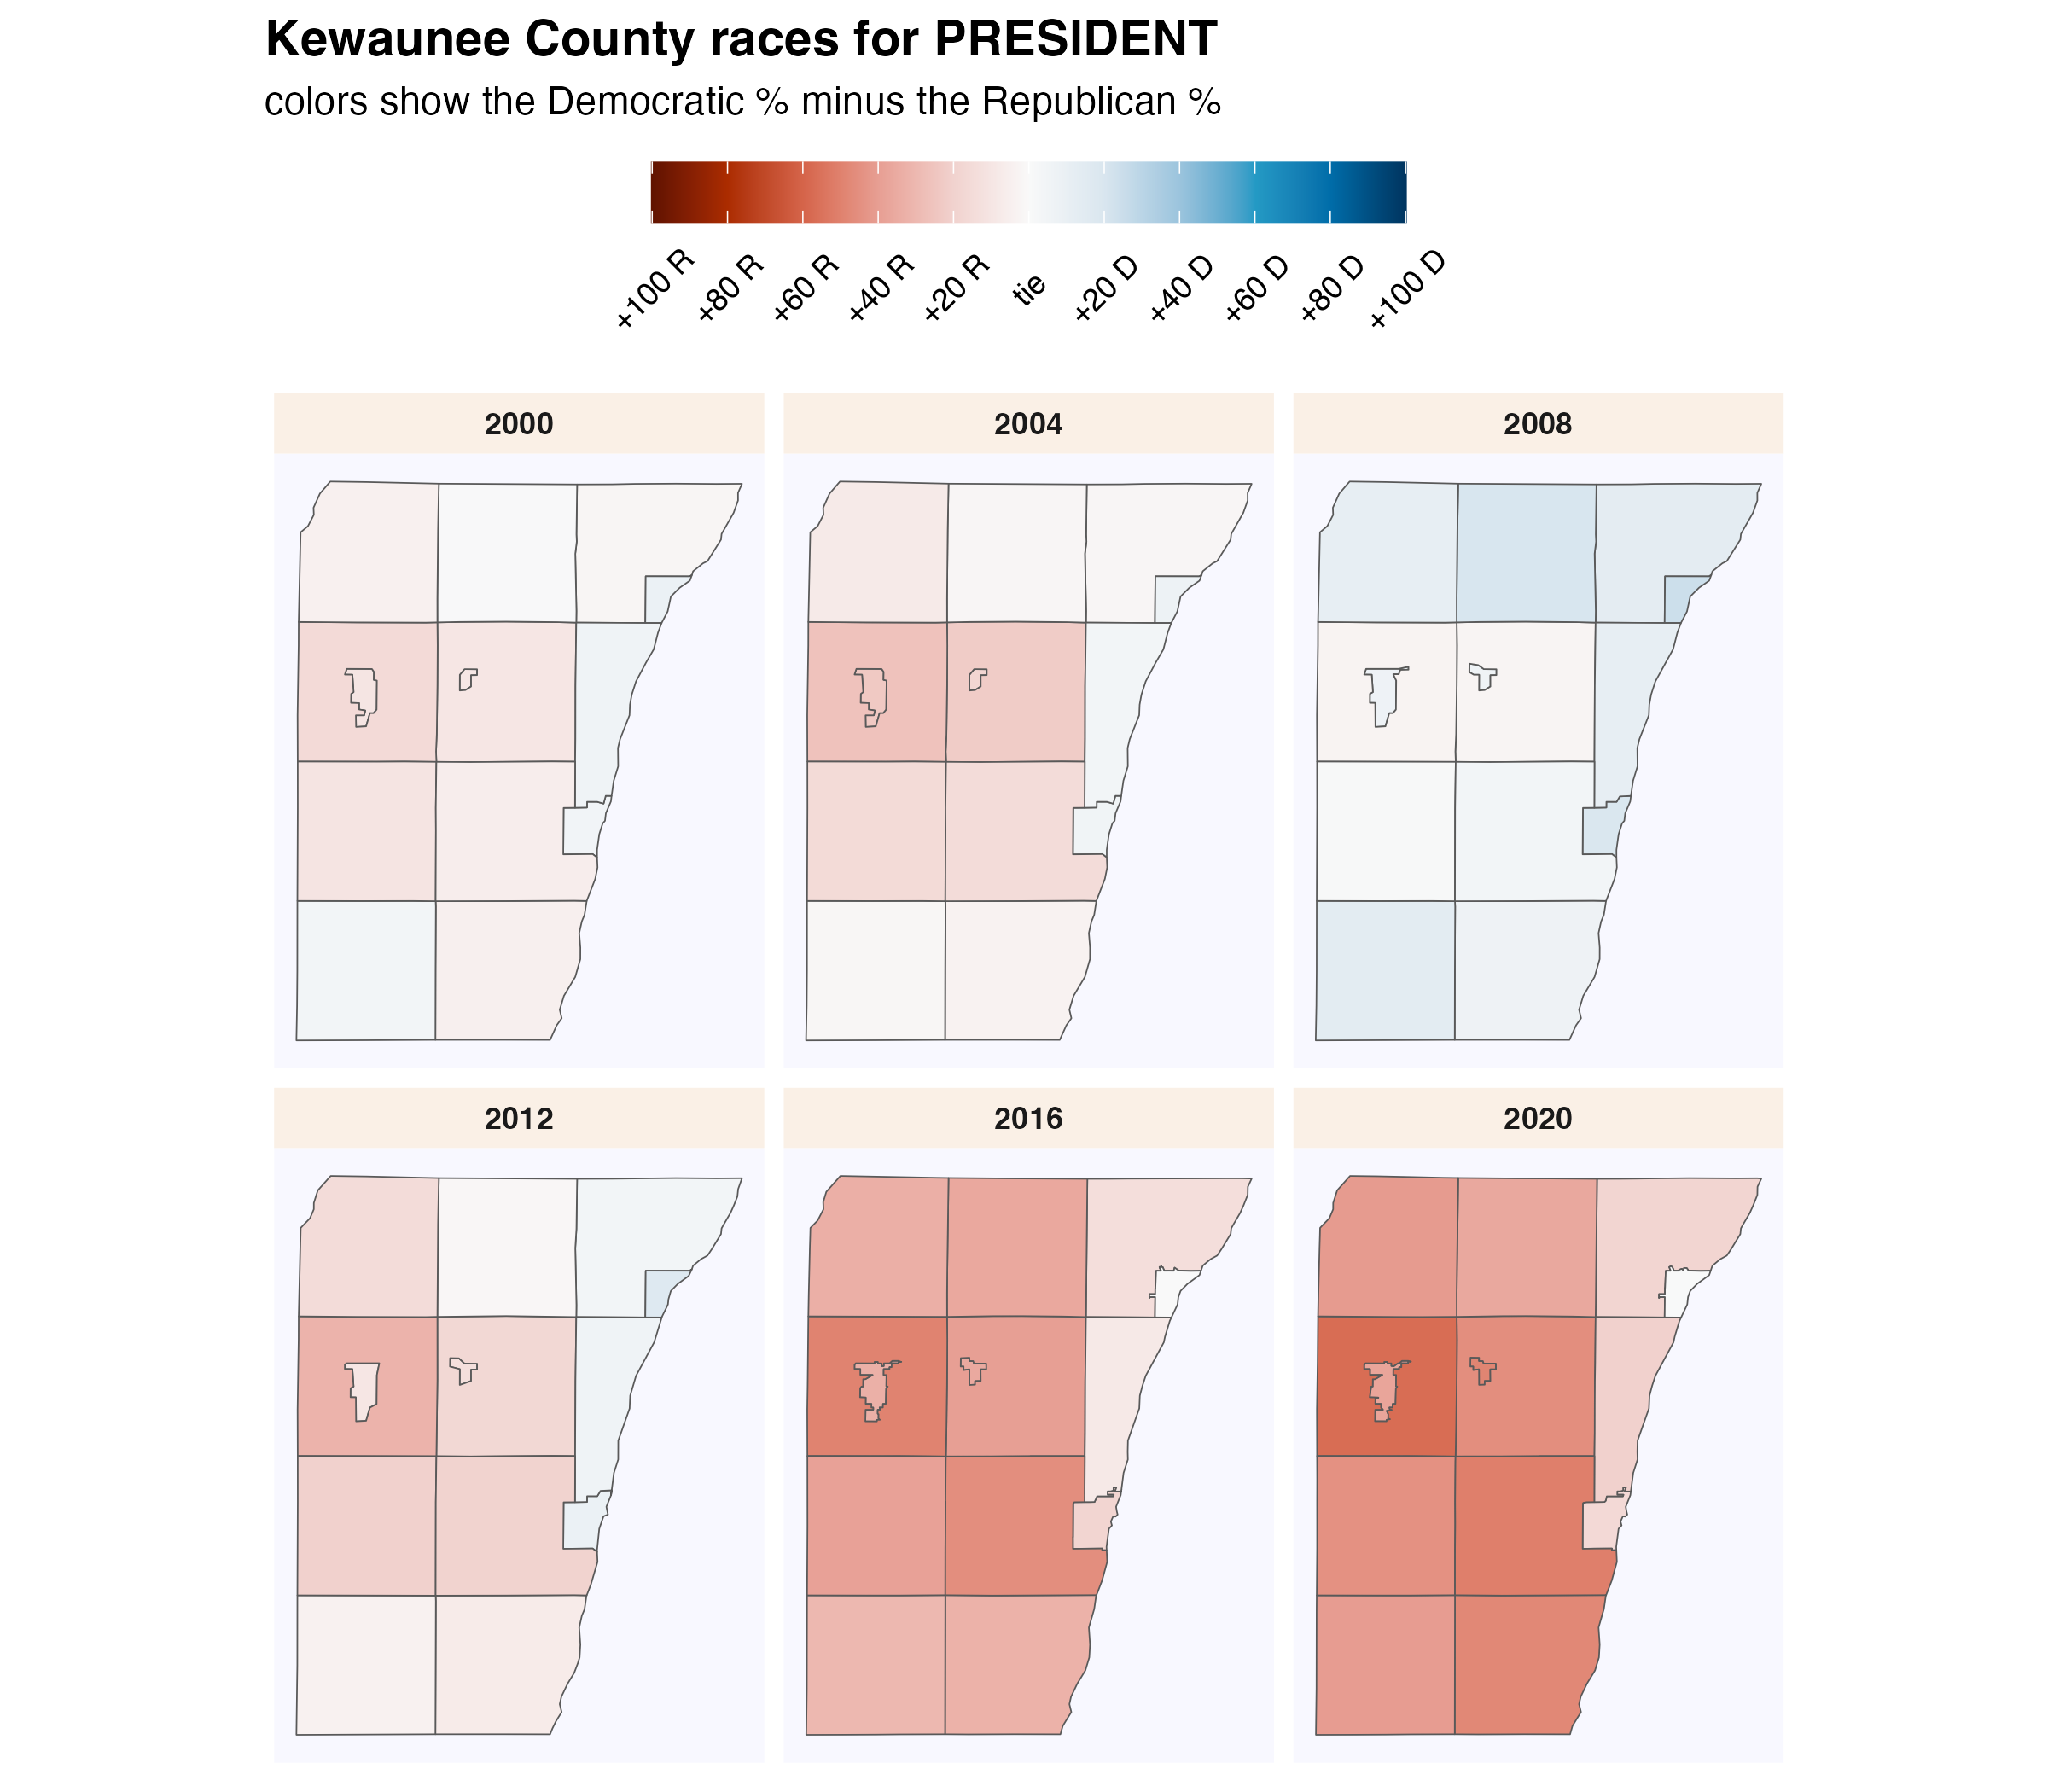 Kewaunee County races for PRESIDENT
colors show the Democratic % minus the Republican %
+100 R
+80 R
+60 R
+40 R
+20 R
tie
+20 D
+40 D
+60 D
+80 D
+100 D
2000
2004
2008
2012
2016
2020